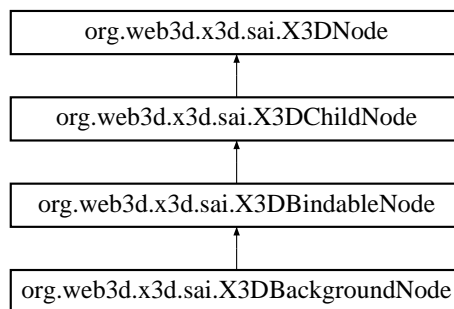 org.web3d.x3d.sai.X3DNode
org.web3d.x3d.sai.X3DChildNode
org.web3d.x3d.sai.X3DBindableNode
org.web3d.x3d.sai.X3DBackgroundNode